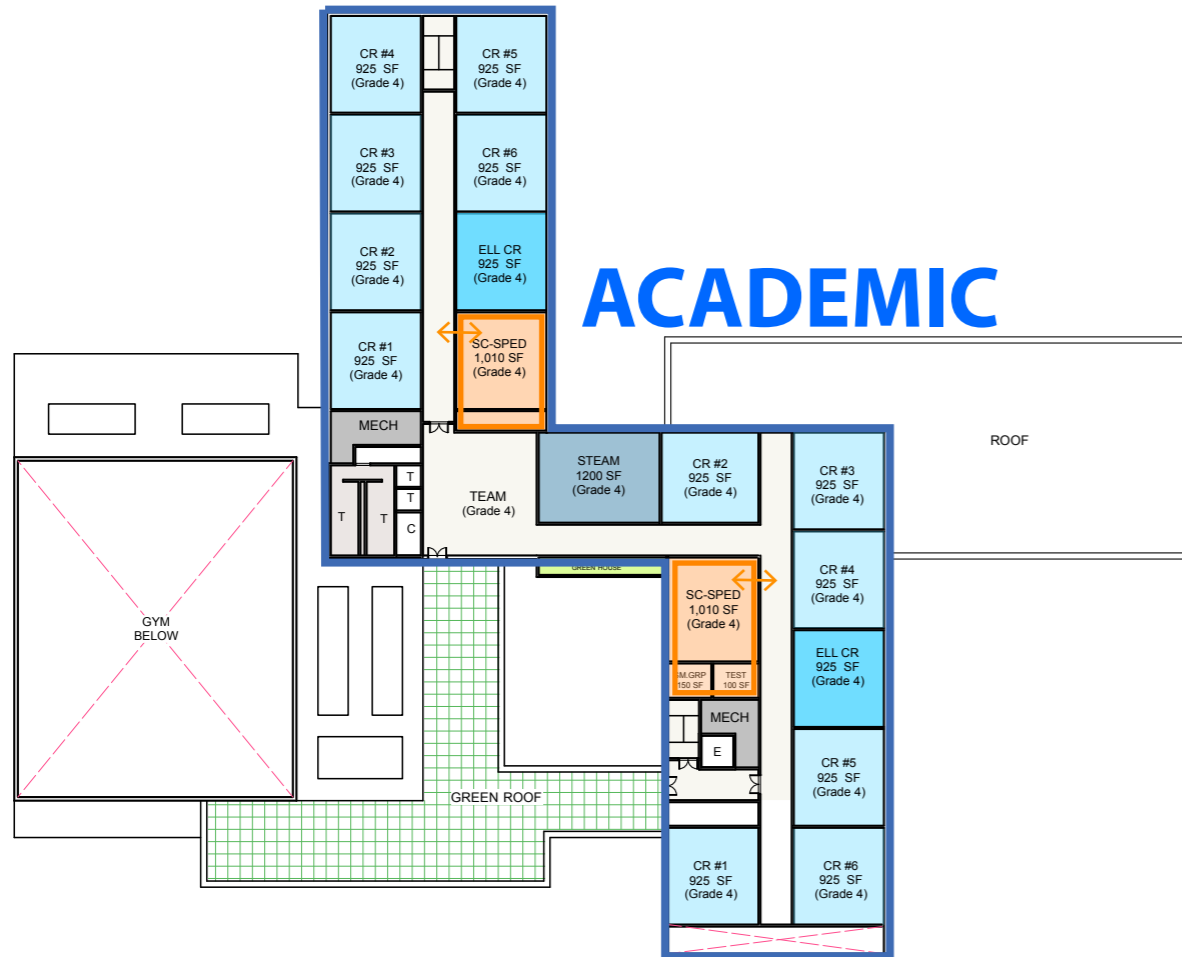 CR #4
925 SF
(Grade 4)
CR #5
925 SF
(Grade 4)
CR #3
925 SF
(Grade 4)
CR #6
925 SF
(Grade 4)
CR #2
925 SF
(Grade 4)
ELL CR
925 SF
(Grade 4)
ACADEMIC
CR #1
925 SF
(Grade 4)
SC-SPED
1,010 SF
(Grade 4)
MECH
ROOF
STEAM
1200 SF
(Grade 4)
CR #2
925 SF
(Grade 4)
CR #3
925 SF
(Grade 4)
T
T
TEAM
(Grade 4)
T
T
C
GREEN HOUSE
CR #4
925 SF
(Grade 4)
SC-SPED
1,010 SF
(Grade 4)
GYM
BELOW
ELL CR
925 SF
(Grade 4)
SM.GRP
150 SF
TEST
100 SF
MECH
E
CR #5
925 SF
(Grade 4)
GREEN ROOF
CR #1
925 SF
(Grade 4)
CR #6
925 SF
(Grade 4)